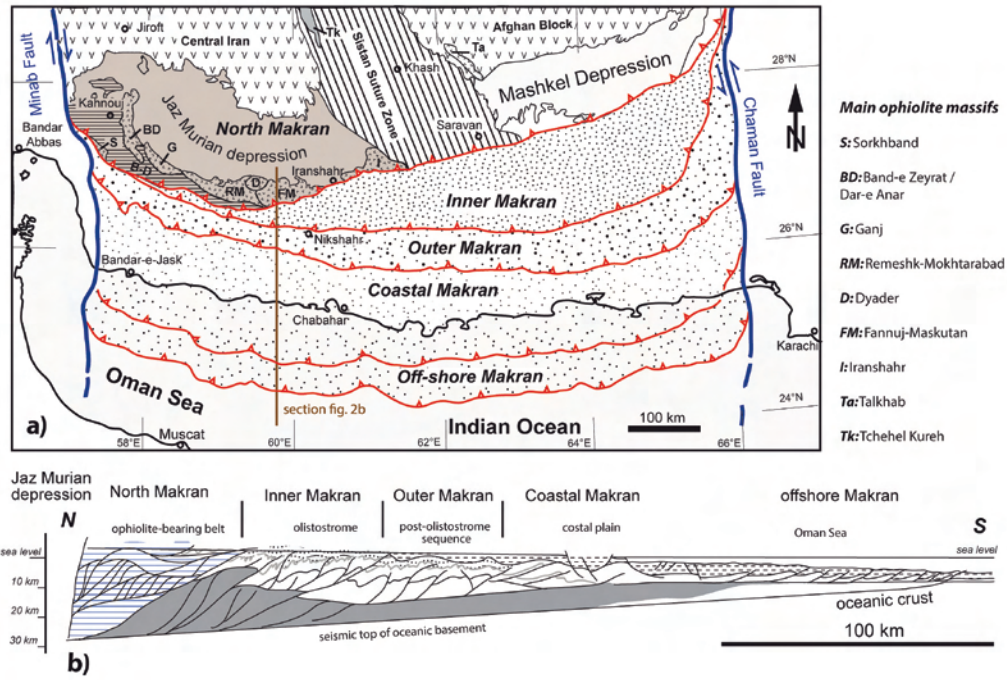 Jiroft
Central Iran
Tk
Afghan Block
Ta
Khash
Sistan Suture Zone
Mashkel Depression
28°N
Minab Fault
Kahnou
Bandar
Abbas
Jaz Murian depression
North Makran
Saravan
BD
S
G
B-D
D
RM
FM
Iranshahr
Chaman Fault
N
Inner Makran
Nikshahr
Outer Makran
26°N
Bandar-e-Jask
Coastal Makran
Chabahar
Karachi
Off-shore Makran
Oman Sea
section fig. 2b
24°N
100 km
a)
58°E
60°E
62°E
64°E
66°E
Muscat
Indian Ocean
Main ophiolite massifs
S: Sorkhband
BD: Band-e Zeyrat /
Dar-e Anar
G: Ganj
RM: Remeshk-Mokhtarabad
D: Dyader
FM: Fannuj-Maskutan
I: Iranshahr
Ta: Talkhab
Tk: Tchehel Kureh
Jaz Murian
depression
North Makran
Inner Makran
Outer Makran
Coastal Makran
offshore Makran
N
S
ophiolite-bearing belt
olistostrome
post-olistostrome
sequence
costal plain
Oman Sea
sea level
sea level
10 km
20 km
30 km
seismic top of oceanic basement
oceanic crust
100 km
b)